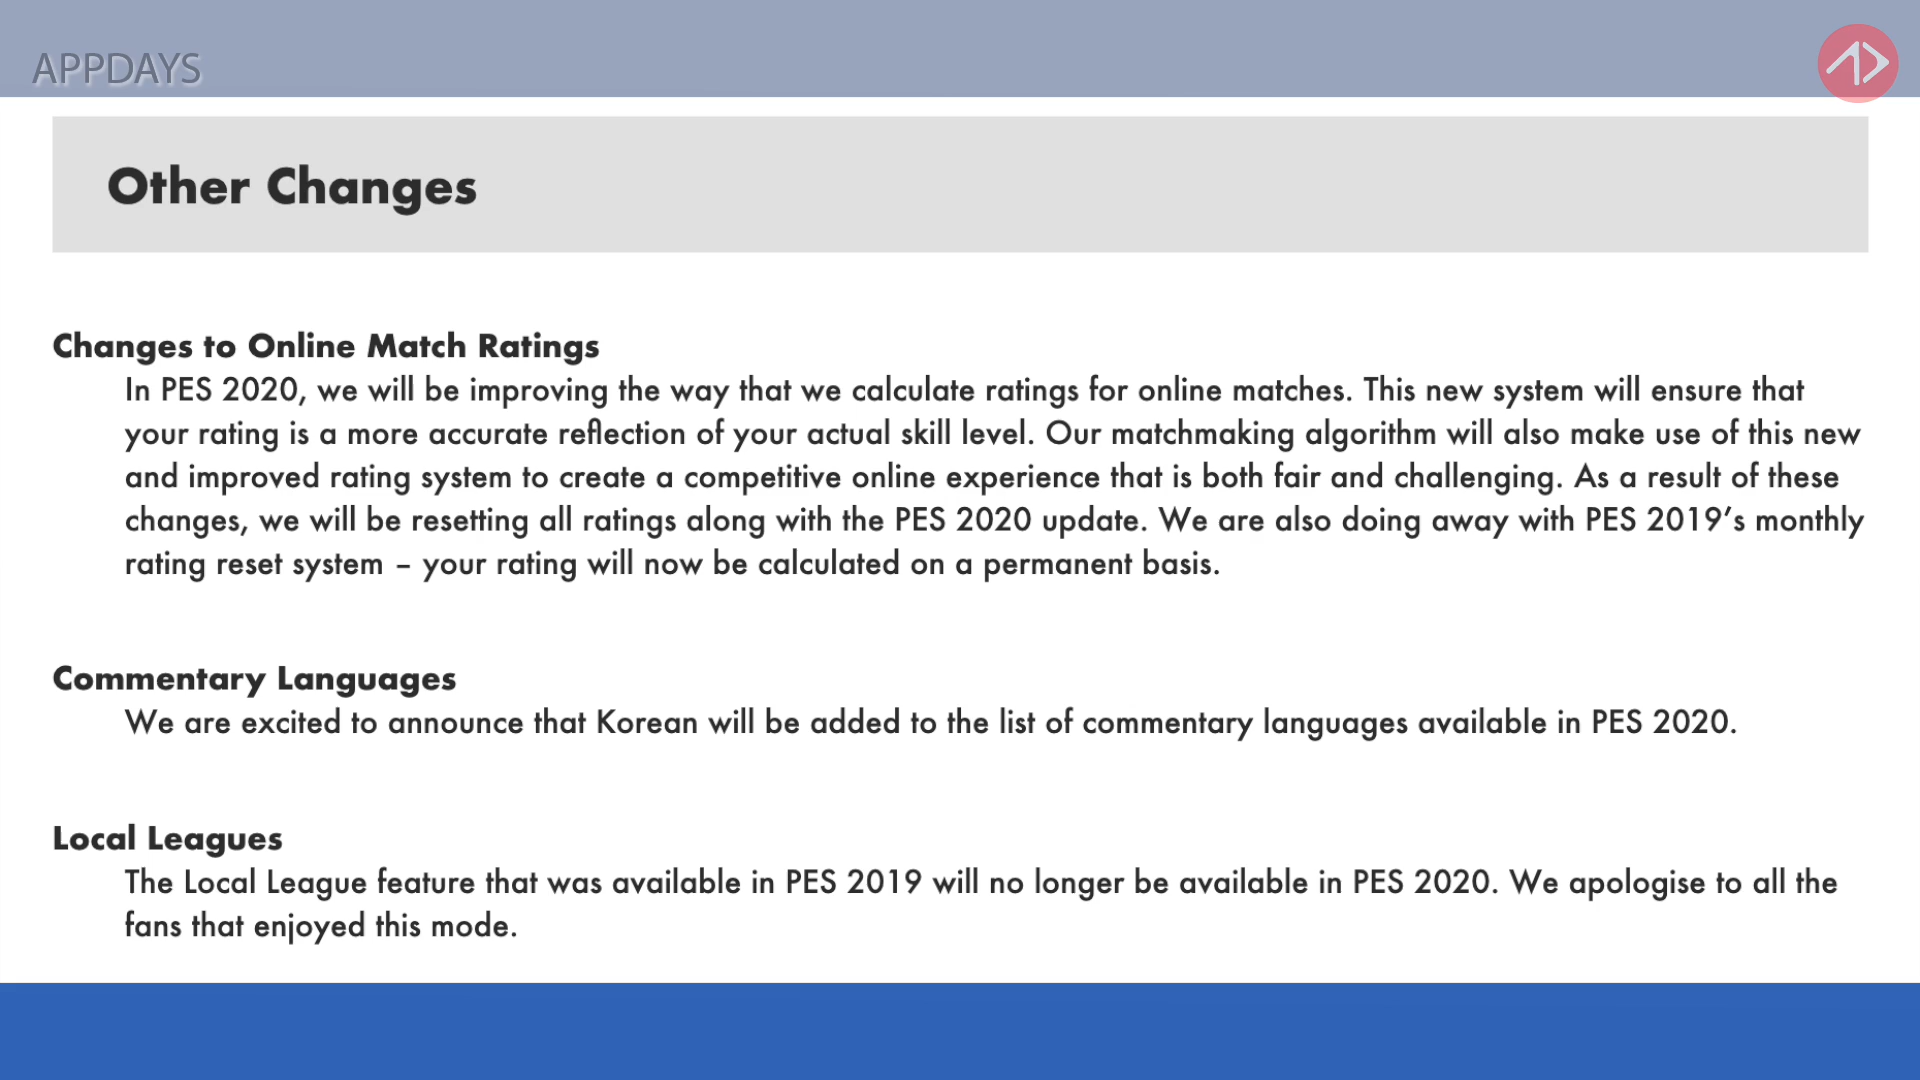 APPDAYS
Other Changes
Changes to Online Match Ratings
In PES 2020, we will be improving the way that we calculate ratings for online matches. This new system will ensure that
your rating is a more accurate reflection of your actual skill level. Our matchmaking algorithm will also make use of this new
and improved rating system to create a competitive online experience that is both fair and challenging. As a result of these
changes, we will be resetting all ratings along with the PES 2020 update. We are also doing away with PES 2019's monthly
rating reset system – your rating will now be calculated on a permanent basis.
Commentary Languages
We are excited to announce that Korean will be added to the list of commentary languages available in PES 2020.
Local Leagues
The Local League feature that was available in PES 2019 will no longer be available in PES 2020. We apologise to all the
fans that enjoyed this mode.